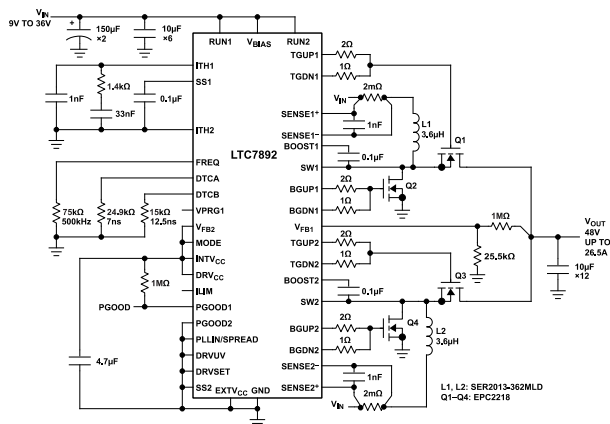 VIN
9V TO 36V
150µF
×2
10µF
×6
RUN1
VBIAS
RUN2
ITH1
SS1
1.4kΩ
1nF
33nF
0.1µF
ITH2
FREQ
DTCA
DTCB
VPRG1
75kΩ
500kHz
24.9kΩ
7ns
15kΩ
12.5ns
VFB2
MODE
INTVCC
DRVCC
ILIM
1MΩ
PGOOD
PGOOD1
PGOOD2
PLLIN/SPREAD
DRVUV
DRVSET
SS2
4.7µF
EXTVCC
GND
LTC7892
TGUP1
TGDN1
2Ω
1Ω
VIN
2mΩ
SENSE1+
1nF
SENSE1−
L1
3.6µH
Q1
BOOST1
0.1µF
SW1
BGUP1
BGDN1
2Ω
1Ω
Q2
VFB1
1MΩ
25.5kΩ
VOUT
48V
UP TO
26.5A
10µF
×12
TGUP2
TGDN2
2Ω
1Ω
Q3
BOOST2
0.1µF
SW2
BGUP2
BGDN2
2Ω
1Ω
Q4
L2
3.6µH
SENSE2−
1nF
SENSE2+
VIN
2mΩ
L1, L2: SER2013-362MLD
Q1–Q4: EPC2218